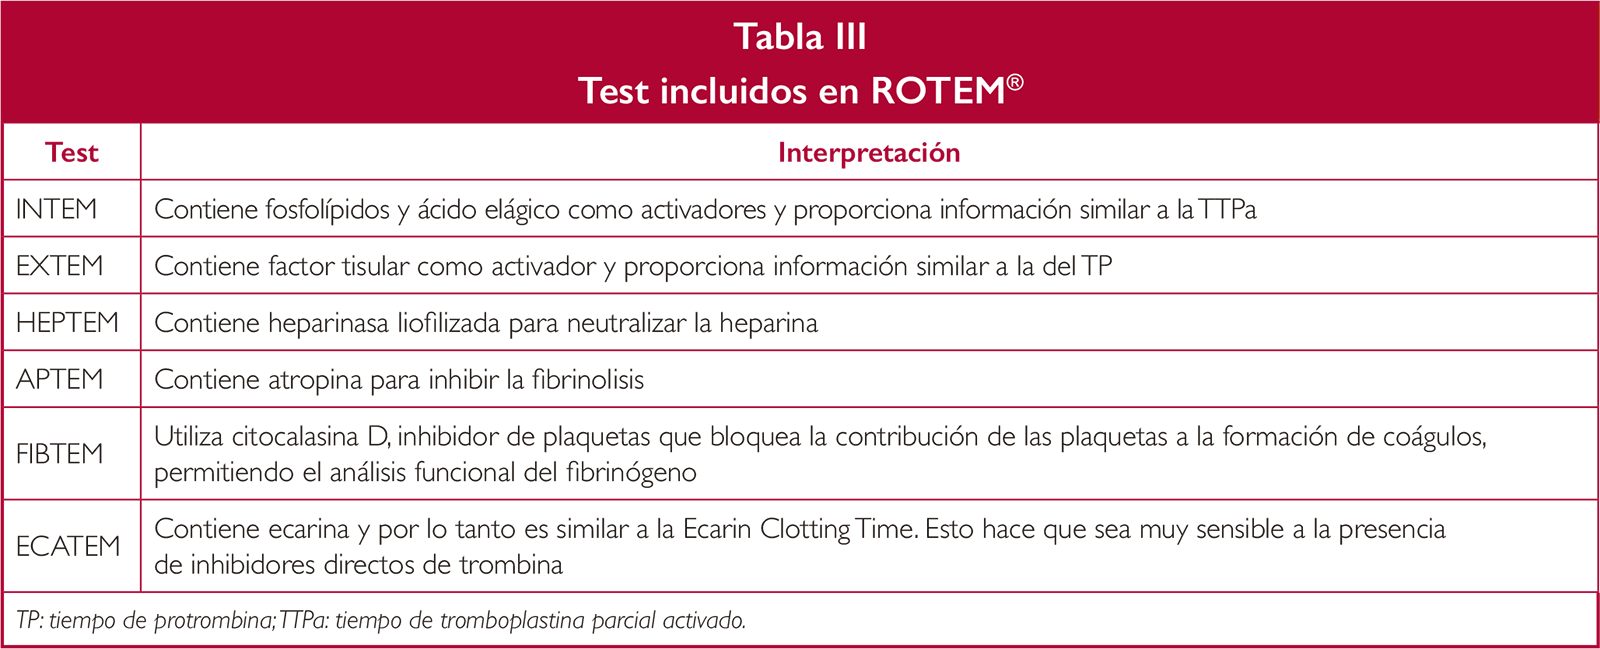 Tabla III
Test incluidos en ROTEM®
Test Interpretación
INTEM Contiene fosfolípidos y ácido elágico como activadores y proporciona información similar a la TTPa
EXTEM Contiene factor tisular como activador y proporciona información similar a la del TP
HEPTEM Contiene heparinasa liofilizada para neutralizar la heparina
APTEM Contiene atropina para inhibir la fibrinolisis
FIBTEM Utiliza citocalasina D, inhibidor de plaquetas que bloquea la contribución de las plaquetas a la formación de coágulos,
permitiendo el análisis funcional del fibrinógeno
ECATEM Contiene ecarina y por lo tanto es similar a la Ecarin Clotting Time. Esto hace que sea muy sensible a la presencia
de inhibidores directos de trombina
TP: tiempo de protrombina; TTPa: tiempo de tromboplastina parcial activado.